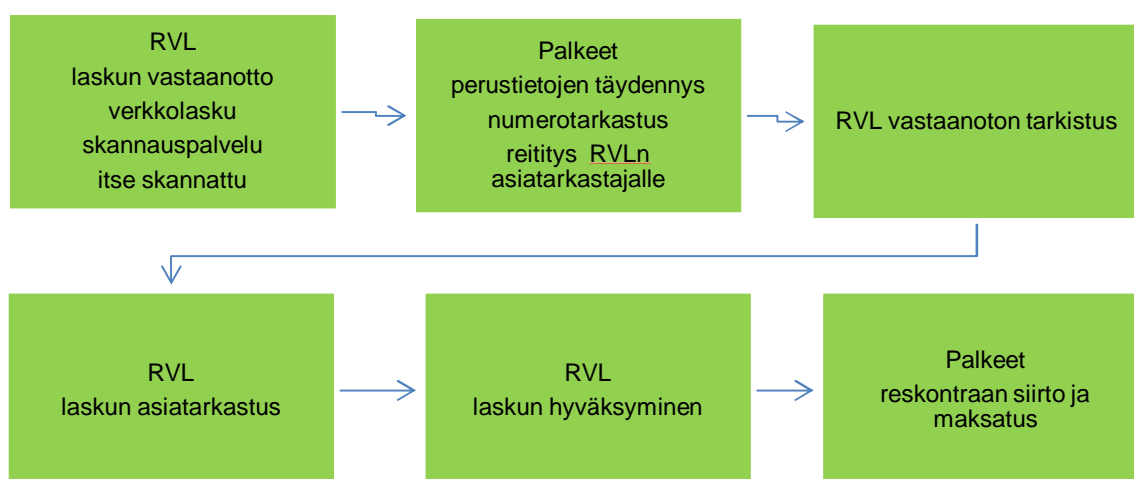 RVL
laskun vastaanotto
verkkolasku
skannauspalvelu
itse skannattu
Palkeet
perustietojen täydennys
numerotarkastus
reititys RVLn
asiatarkastajalle
RVL vastaanoton tarkistus
RVL
laskun asiatarkastus
RVL
laskun hyväksyminen
Palkeet
reskontraan siirto ja
maksatus